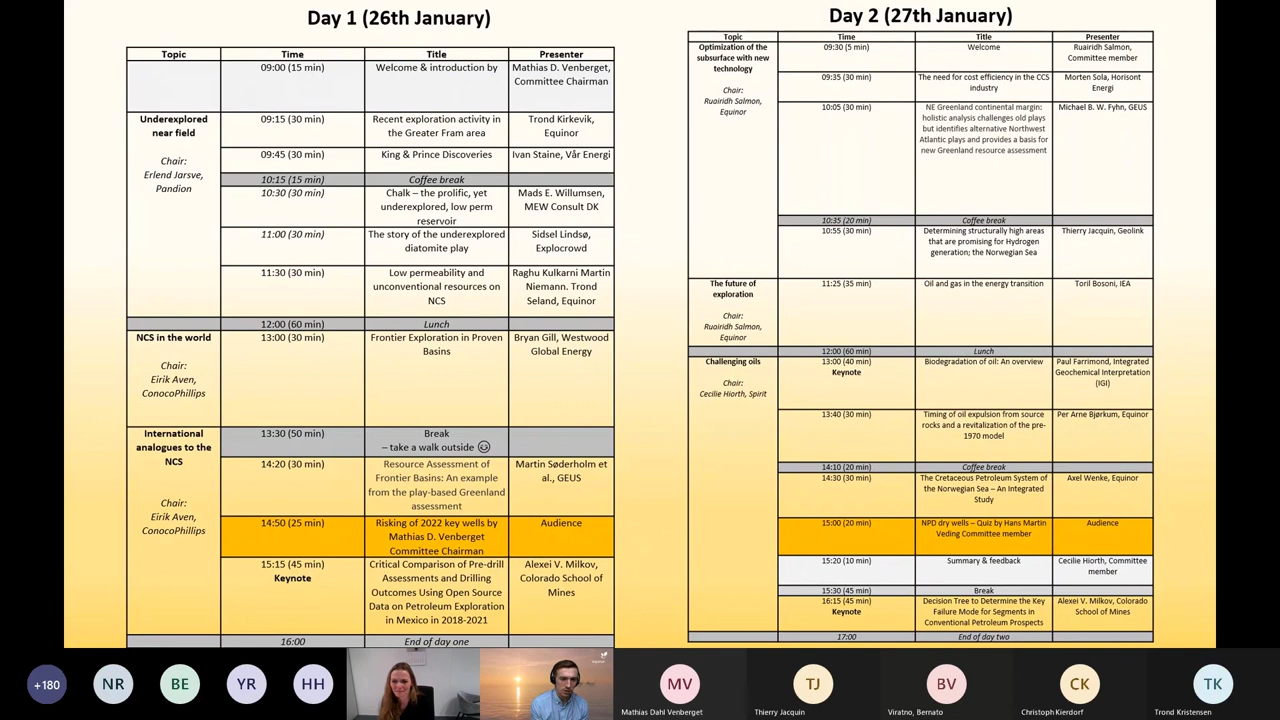 Day 1 (26th January)
Topic Time Title Presenter
09:00 (15 min) Welcome & introduction by Mathias D. Venberget,
Committee Chairman
Underexplored
near field
Chair:
Erlend Jarsve,
Pandion
09:15 (30 min) Recent exploration activity in Trond Kirkevik,
the Greater Fram area Equinor
09:45 (30 min) King & Prince Discoveries Ivan Staine, Vår Energi
10:15 (15 min) Coffee break
10:30 (30 min) Chalk – the prolific, yet Mads E. Willumsen,
underexplored, low perm MEW Consult DK
reservoir
11:00 (30 min) The story of the underexplored Sidsel Lindsø,
diatomite play Explocrowd
11:30 (30 min) Low permeability and Raghu Kulkarni Martin
unconventional resources on Niemann. Trond
NCS Seland, Equinor
12:00 (60 min) Lunch
NCS in the world
Chair:
Eirik Aven,
ConocoPhillips
13:00 (30 min) Frontier Exploration in Proven Bryan Gill, Westwood
Basins Global Energy
International
analogues to the
NCS
Chair:
Eirik Aven,
ConocoPhillips
13:30 (50 min) Break
– take a walk outside ☺
14:20 (30 min) Resource Assessment of Martin Søderholm et
Frontier Basins: An example al., GEUS
from the play-based Greenland
assessment
14:50 (25 min) Risking of 2022 key wells by Audience
Mathias D. Venberget
Committee Chairman
15:15 (45 min) Critical Comparison of Pre-drill Alexei V. Milkov,
Keynote Assessments and Drilling Colorado School of
Outcomes Using Open Source Mines
Data on Petroleum Exploration
in Mexico in 2018-2021
16:00 End of day one
Day 2 (27th January)
Topic Time Title Presenter
Optimization of the
subsurface with new
technology
Chair:
Ruairidh Salmon,
Equinor
09:30 (5 min) Welcome Ruairidh Salmon,
Committee member
09:35 (30 min) The need for cost efficiency in the CCS Morten Sola, Horisont
industry Energi
10:05 (30 min) NE Greenland continental margin: Michael B. W. Fyhn, GEUS
holistic analysis challenges old plays
but identifies alternative Northwest
Atlantic plays and provides a basis for
new Greenland resource assessment
10:35 (20 min) Coffee break
10:55 (30 min) Determining structurally high areas Thierry Jacquin, Geolink
that are promising for Hydrogen
generation; the Norwegian Sea
The future of
exploration
Chair:
Ruairidh Salmon,
Equinor
11:25 (35 min) Oil and gas in the energy transition Toril Bosoni, IEA
12:00 (60 min) Lunch
Challenging oils
Chair:
Cecilie Hiorth, Spirit
13:00 (40 min) Biodegradation of oil: An overview Paul Farrimond, Integrated
Keynote Geochemical Interpretation
(IGI)
13:40 (30 min) Timing of oil expulsion from source Per Arne Bjørkum, Equinor
rocks and a revitalization of the pre-
1970 model
14:10 (20 min) Coffee break
14:30 (30 min) The Cretaceous Petroleum System of Axel Wenke, Equinor
the Norwegian Sea – An Integrated
Study
15:00 (20 min) NPD dry wells – Quiz by Hans Martin Audience
Veding Committee member
15:20 (10 min) Summary & feedback Cecilie Hiorth, Committee
member
15:30 (45 min) Break
16:15 (45 min) Decision Tree to Determine the Key Alexei V. Milkov, Colorado
Keynote Failure Mode for Segments in School of Mines
Conventional Petroleum Prospects
17:00 End of day two
+180 NR BE YR HH MV TJ BV CK TK
Mathias Dahl Venberget Thierry Jacquin Viratno, Bernato Christoph Kierdorf Trond Kristensen